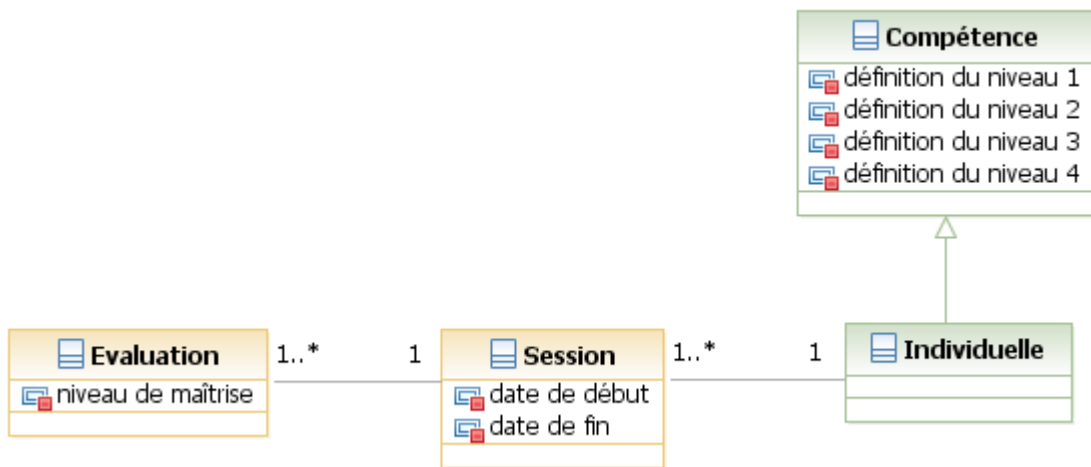 Compétence
définition du niveau 1
définition du niveau 2
définition du niveau 3
définition du niveau 4
Evaluation
niveau de maîtrise
1..*
1
Session
date de début
date de fin
1..*
1
Individuelle